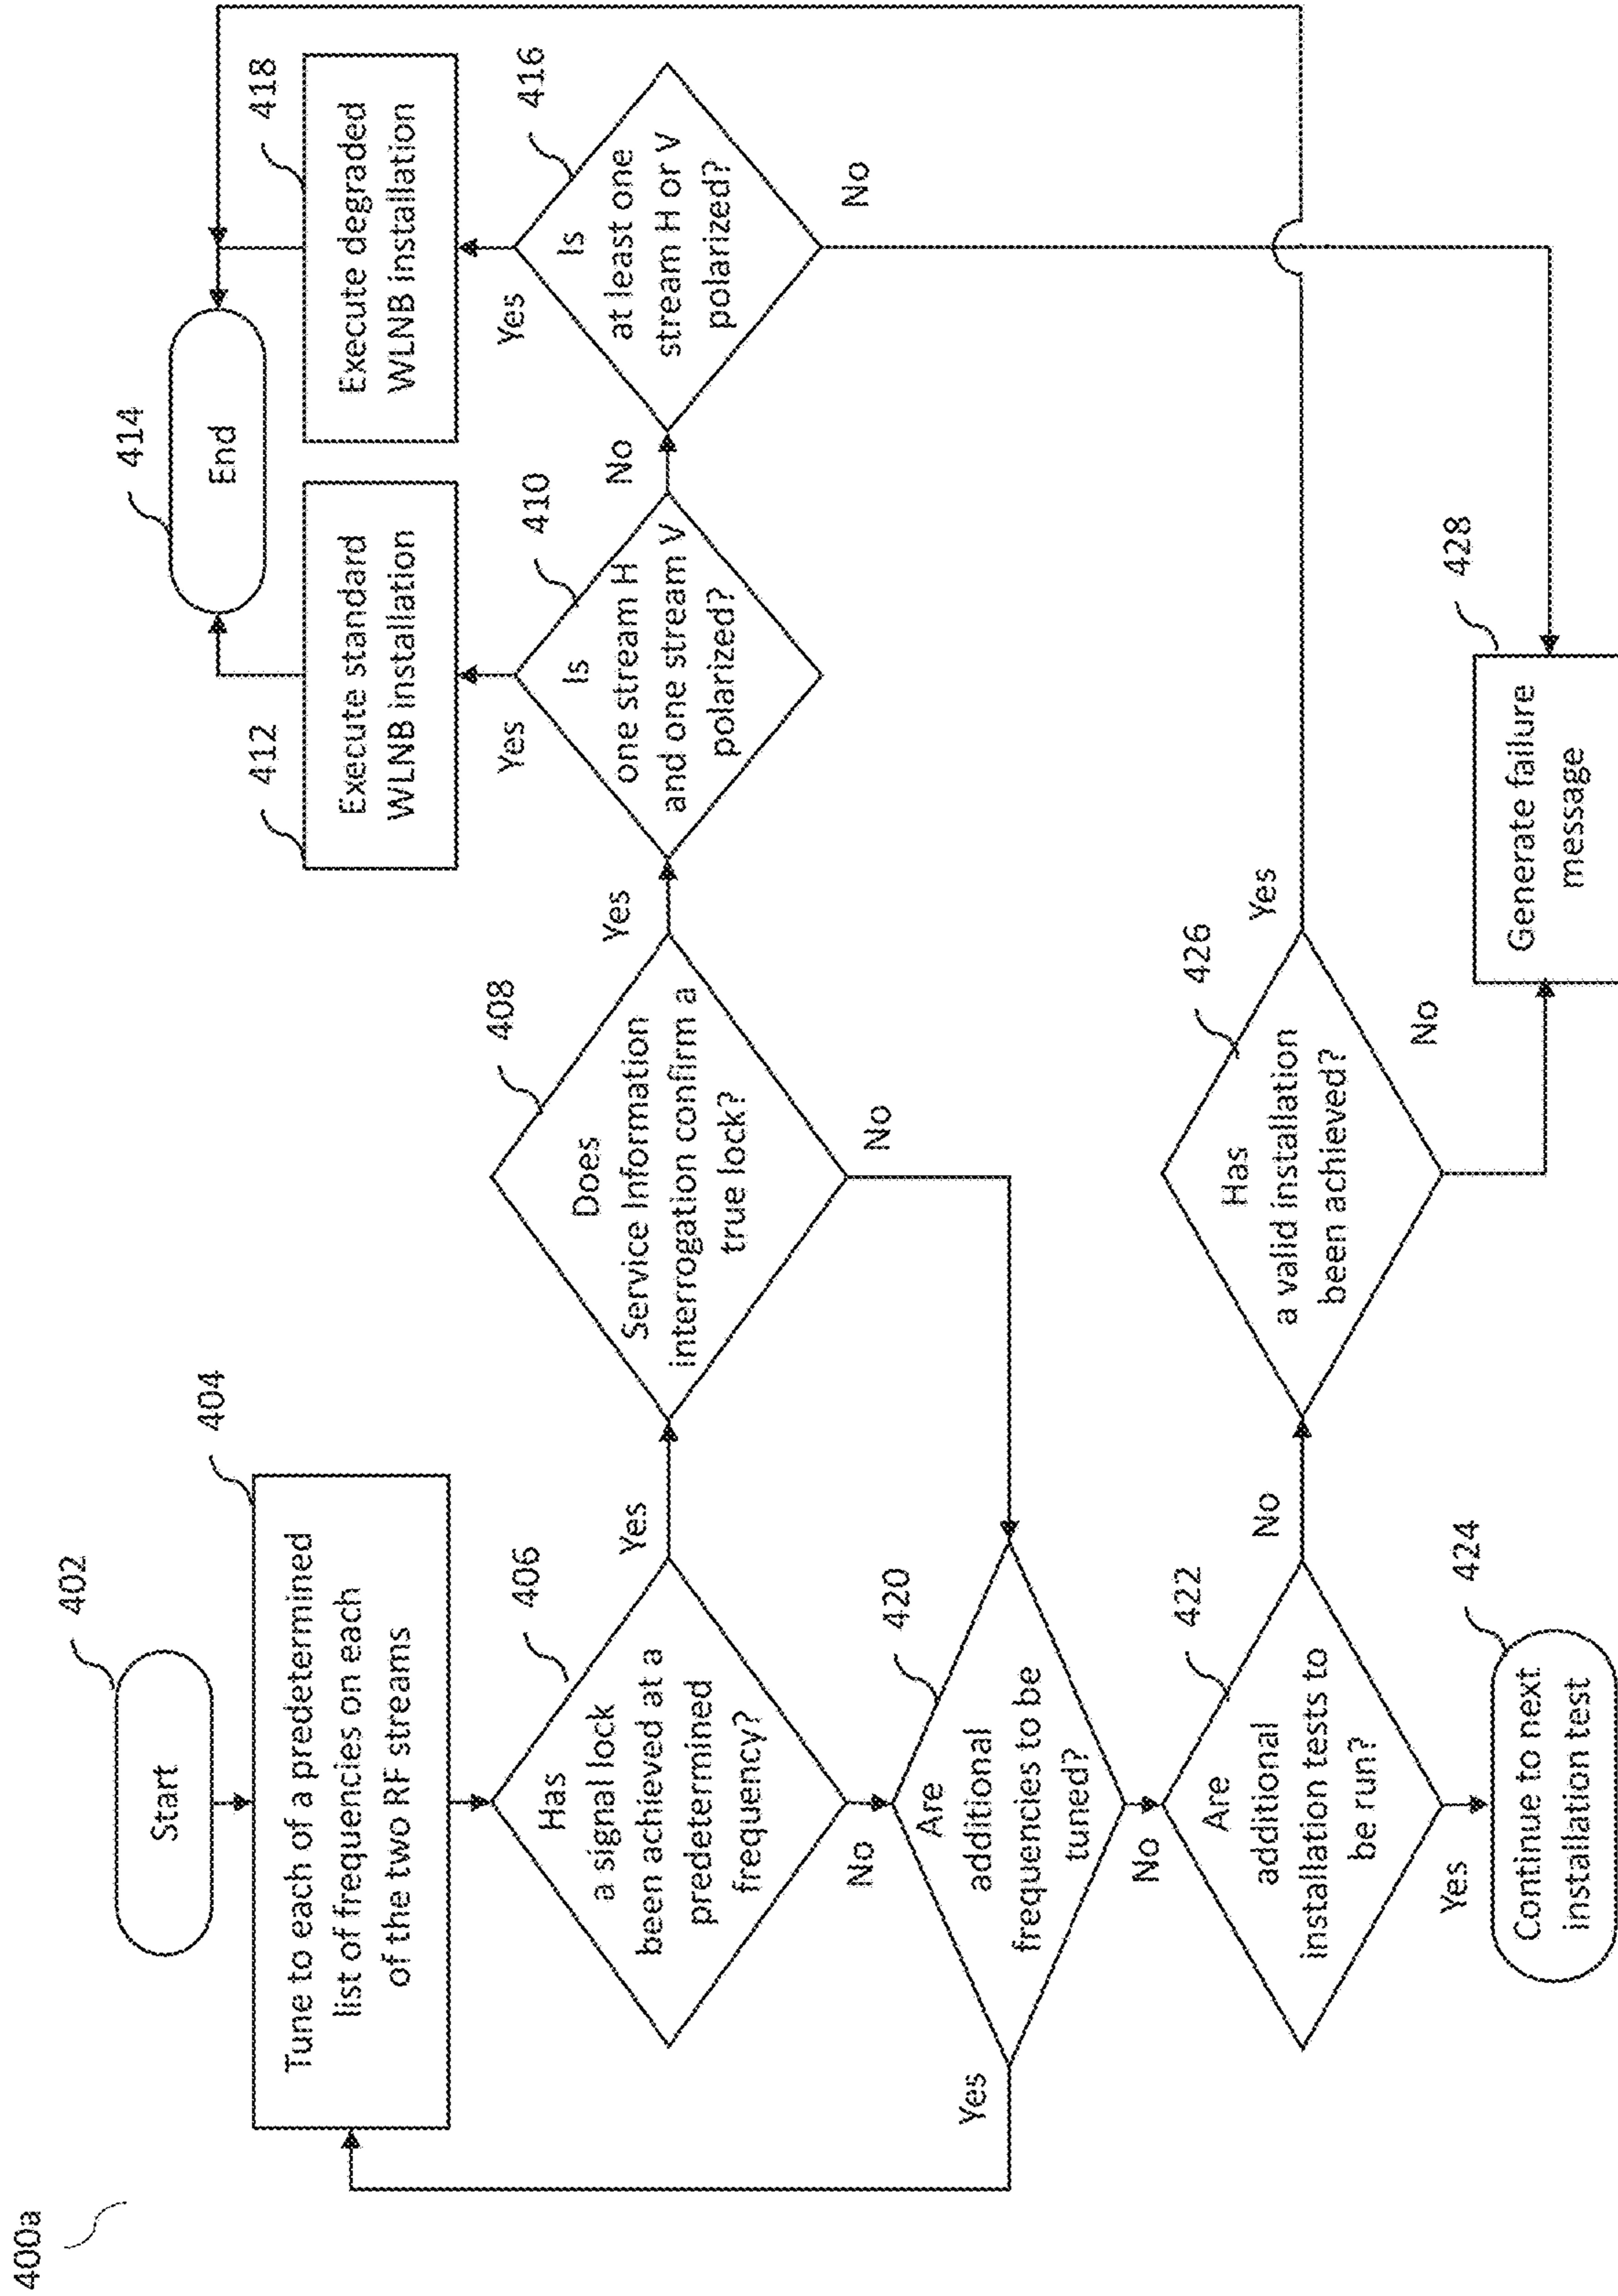 400a
402
Start
404
Tune to each of a predetermined
list of frequencies on each
of the two RF streams
406
Has
a signal lock
been achieved at a
predetermined
frequency?
Yes
No
408
Does
Service Information
interrogation confirm a
true lock?
Yes
No
410
Is
one stream H
and one stream V
polarized?
Yes
No
412
Execute standard
WLNB installation
414
End
416
Is
at least one
stream H or V
polarized?
Yes
No
418
Execute degraded
WLNB installation
420
Are
additional
frequencies to be
tuned?
Yes
No
422
Are
additional
installation tests to
be run?
No
Yes
424
Continue to next
installation test
426
Has
a valid installation
been achieved?
Yes
No
428
Generate failure
message